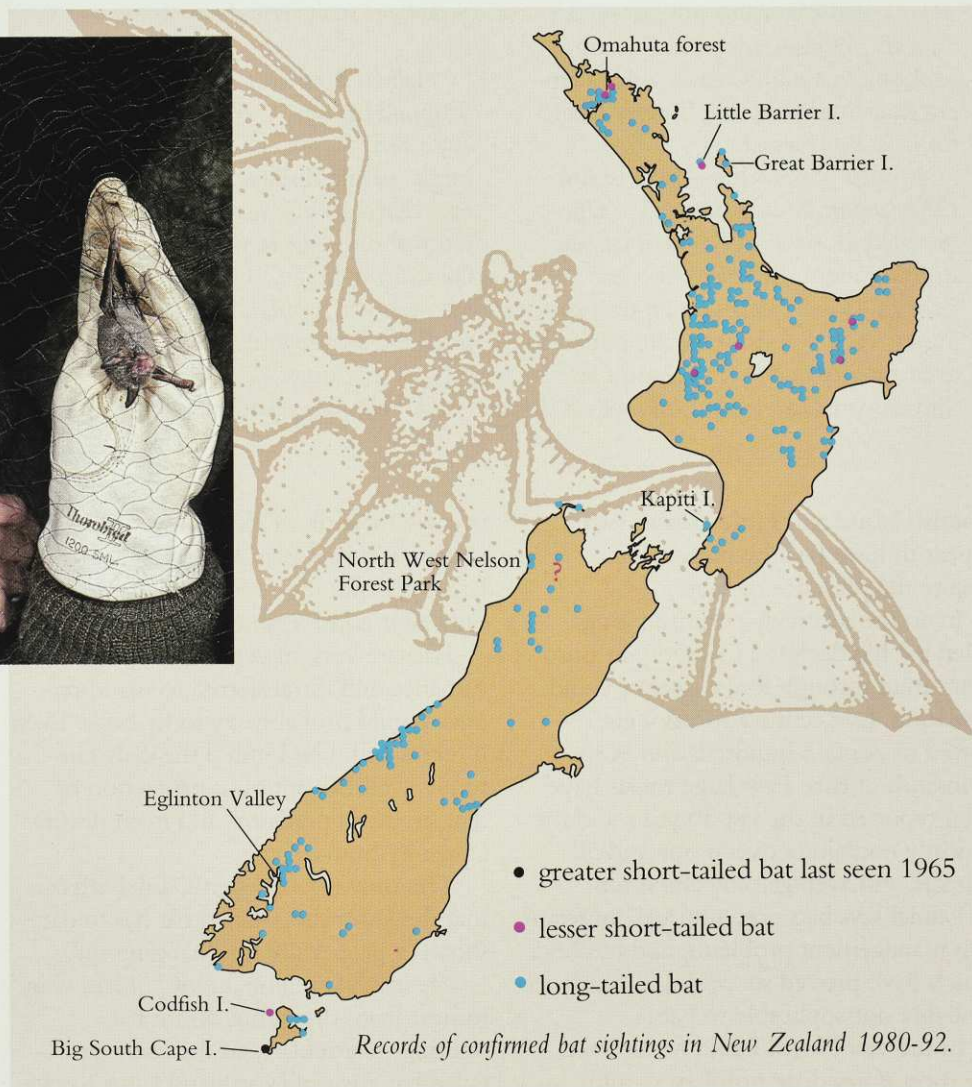 Omahuta forest
Little Barrier I.
Great Barrier I.
Kapiti I.
North West Nelson
Forest Park
?
Thorobred
1200 SML
Eglinton Valley
greater short-tailed bat last seen 1965
lesser short-tailed bat
long-tailed bat
Codfish I.
Big South Cape I.
Records of confirmed bat sightings in New Zealand 1980-92.